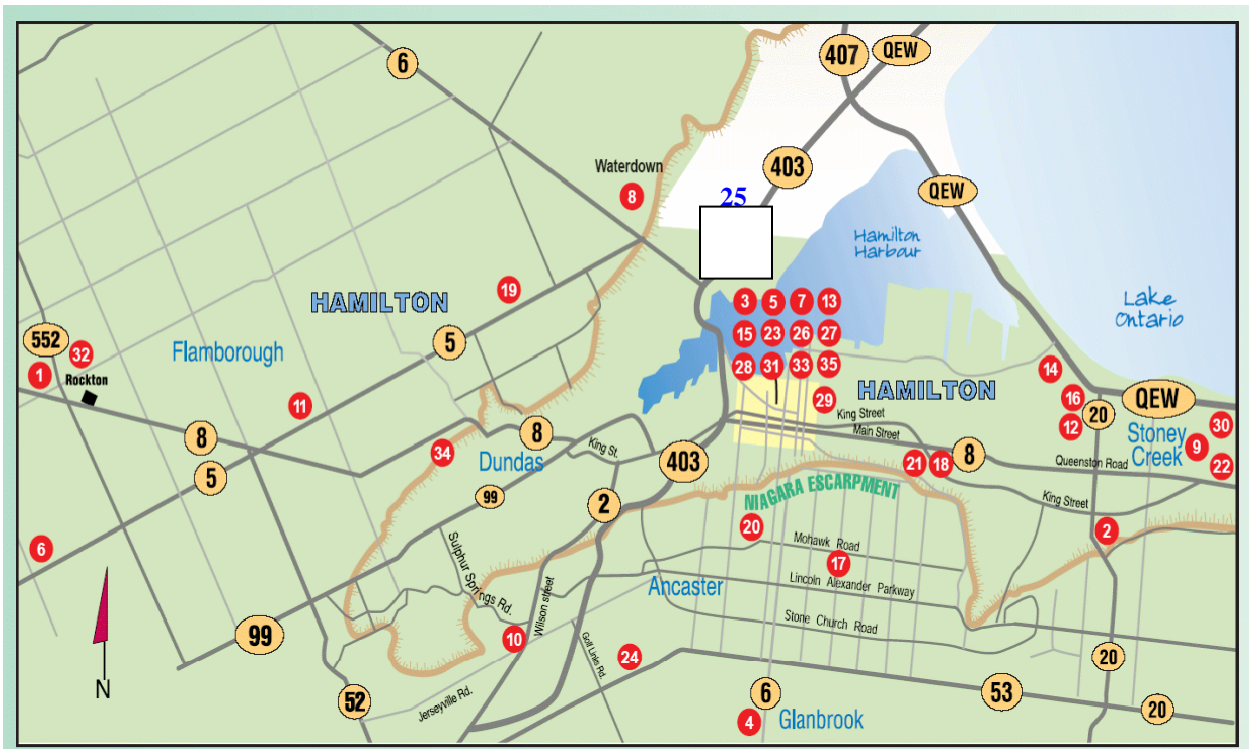 407
QEW
6
Waterdown
403
8
25
QEW
Hamilton
Harbour
19
HAMILTON
3 5 7 13
Lake
Ontario
552
32
5
15 23 26 27
Flamborough
1
Rockton
28 31 33 35
14
HAMILTON
11
29
16
QEW
King Street
20
30
8
8
Main Street
12
Stoney
Creek
9
King St.
34
Dundas
403
21 18
8
Queenston Road
22
5
99
2
NIAGARA ESCARPMENT
King Street
6
20
2
Mohawk Road
Sulphur Springs Rd.
17
Ancaster
Lincoln Alexander Parkway
Wilson street
Stone Church Road
99
10
Golf Links Rd.
24
20
N
52
Jerseyville Rd.
6
53
20
4
Glanbrook